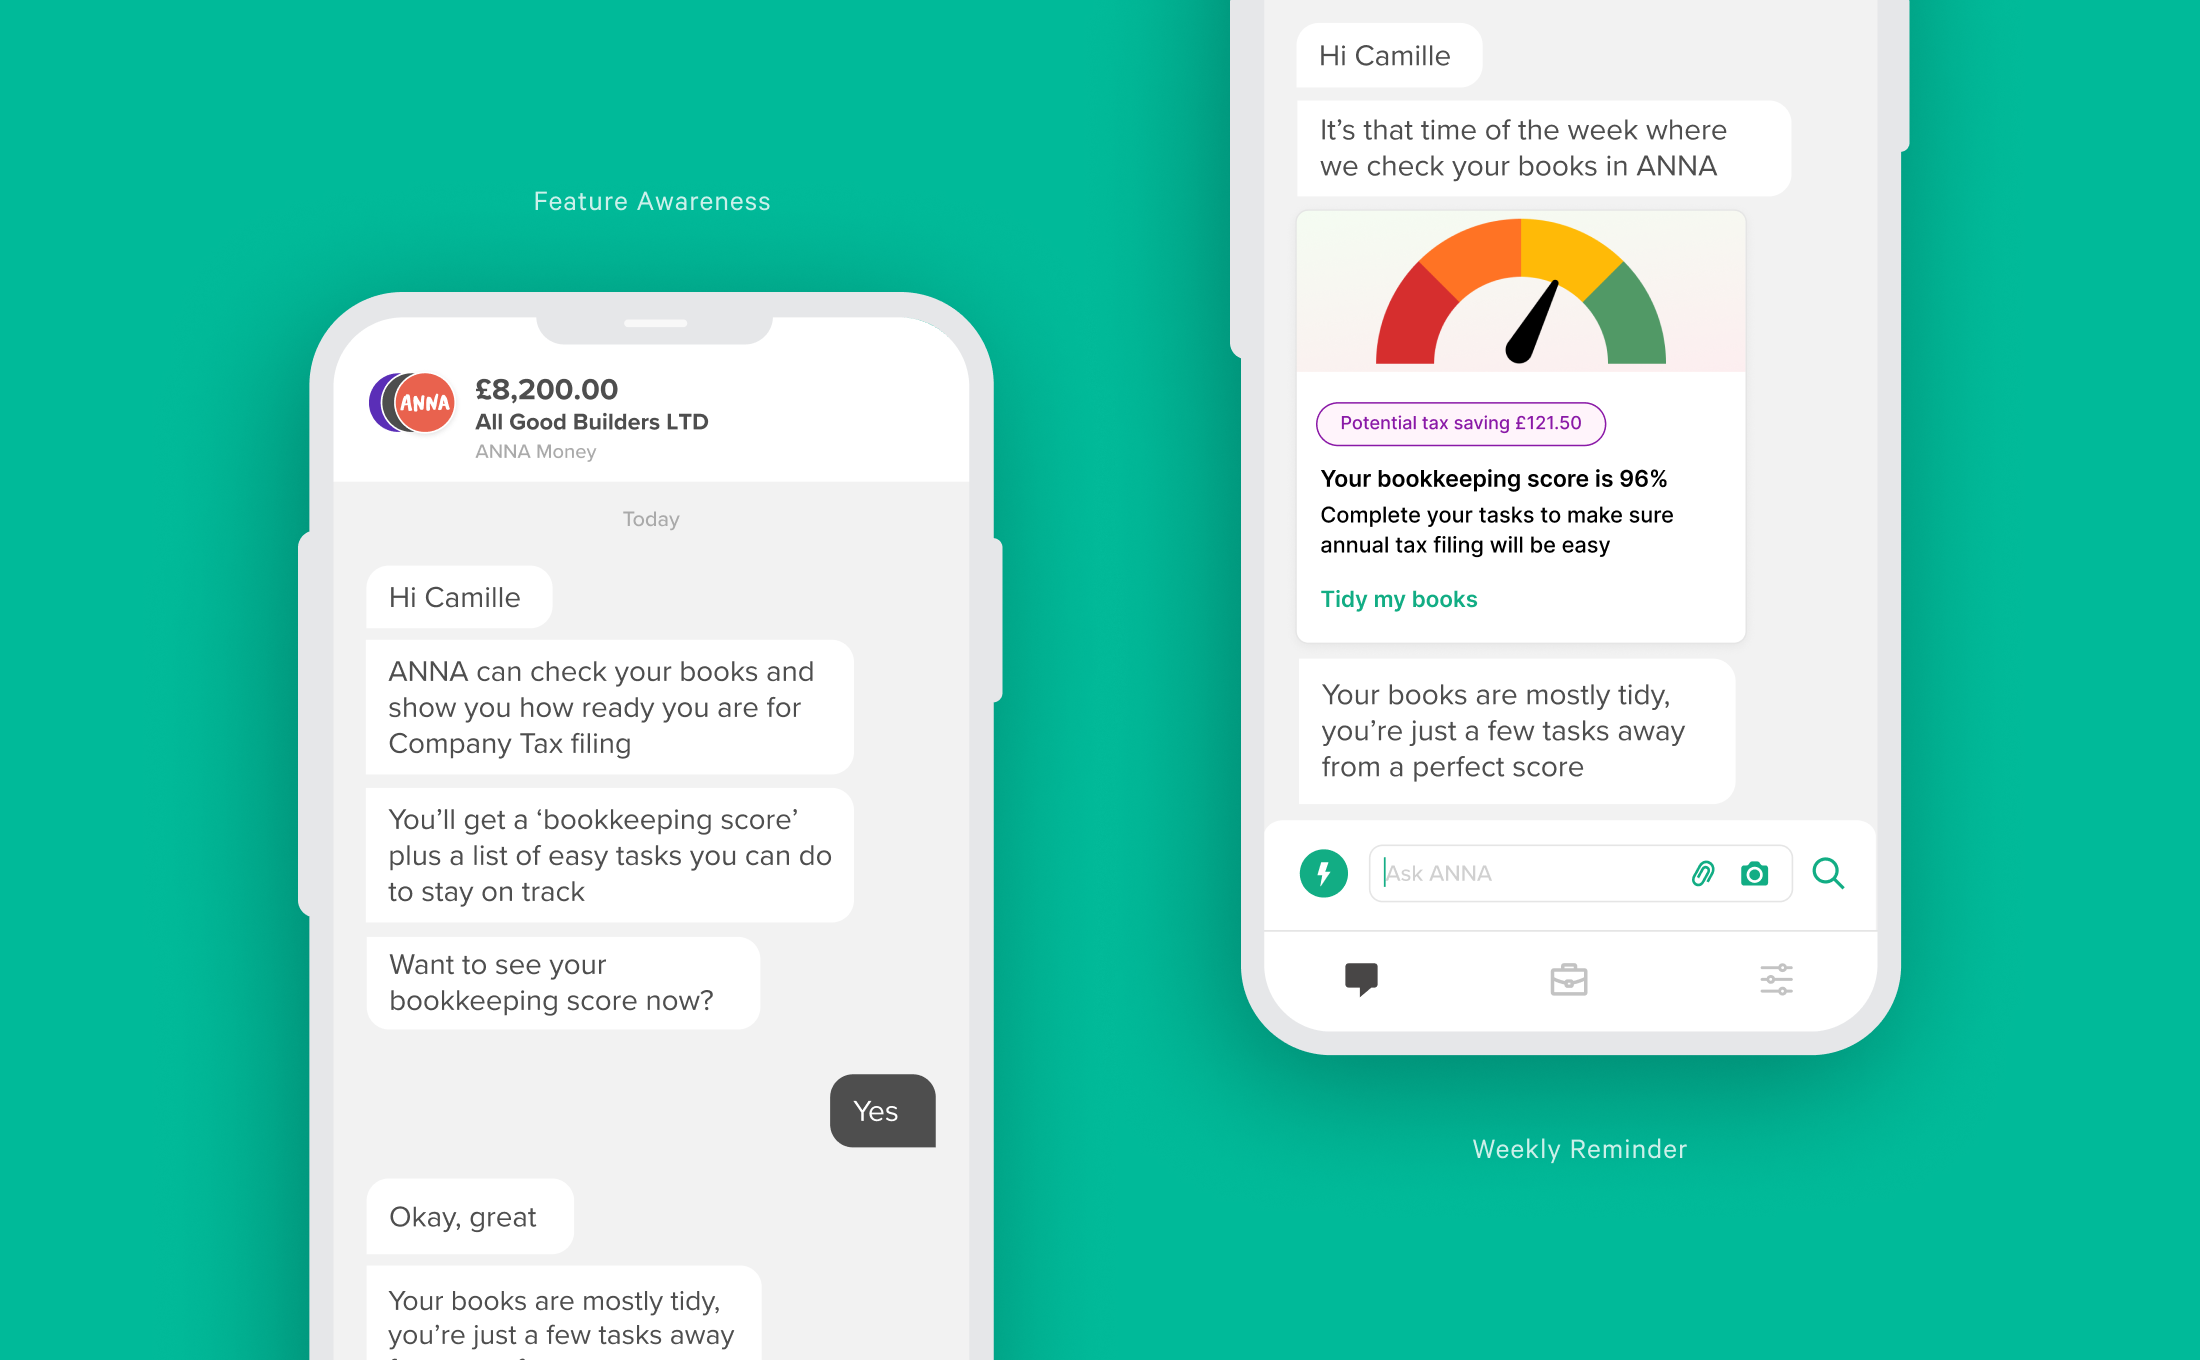 Feature Awareness
ANNA
£8,200.00
All Good Builders LTD
ANNA Money
Today
Hi Camille
ANNA can check your books and
show you how ready you are for
Company Tax filing
You’ll get a ‘bookkeeping score’
plus a list of easy tasks you can do
to stay on track
Want to see your
bookkeeping score now?
Yes
Okay, great
Your books are mostly tidy,
you’re just a few tasks away
Hi Camille
It’s that time of the week where
we check your books in ANNA
Potential tax saving £121.50
Your bookkeeping score is 96%
Complete your tasks to make sure
annual tax filing will be easy
Tidy my books
Your books are mostly tidy,
you’re just a few tasks away
from a perfect score
Ask ANNA
Weekly Reminder